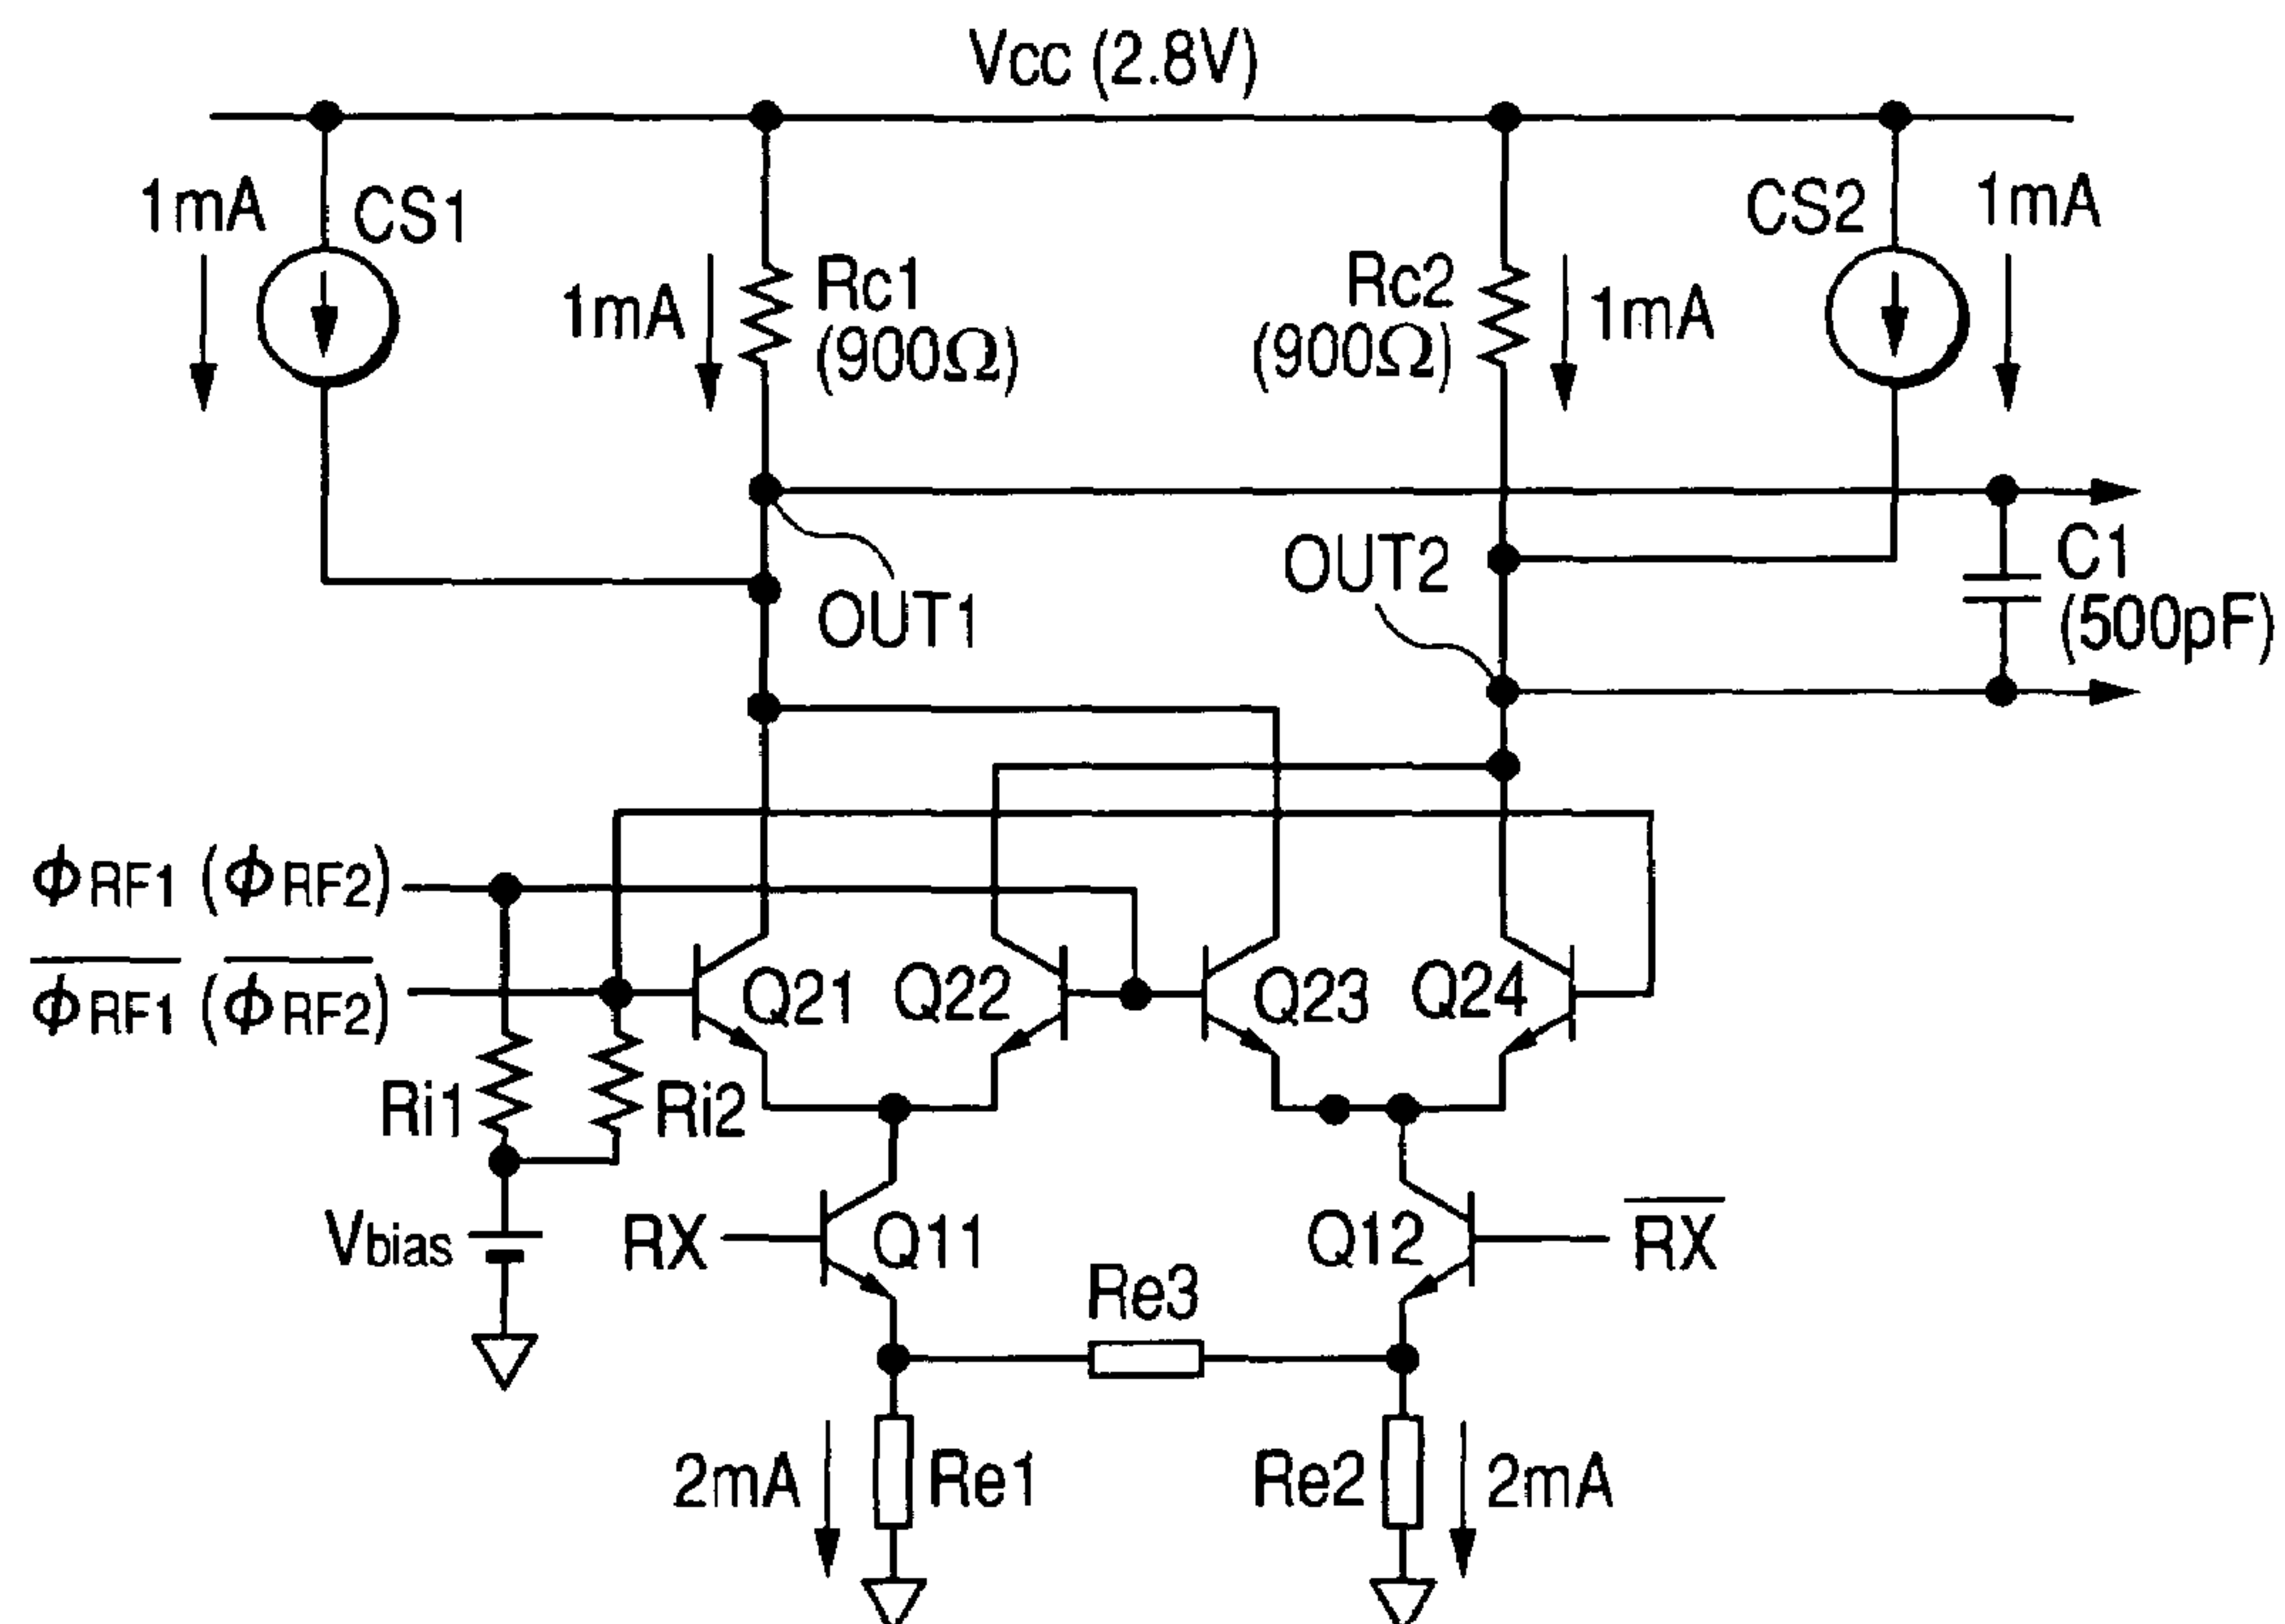 Vcc (2.8V)
1mA
CS1
CS2
1mA
1mA
Rc1
(900Ω)
Rc2
(900Ω)
1mA
OUT1
OUT2
C1
(500pF)
ϕRF1 (ϕRF2)
ϕRF1 (ϕRF2)
Q21
Q22
Q23
Q24
Ri1
Ri2
Vbias
RX
Q11
Q12
RX
Re3
2mA
Re1
Re2
2mA